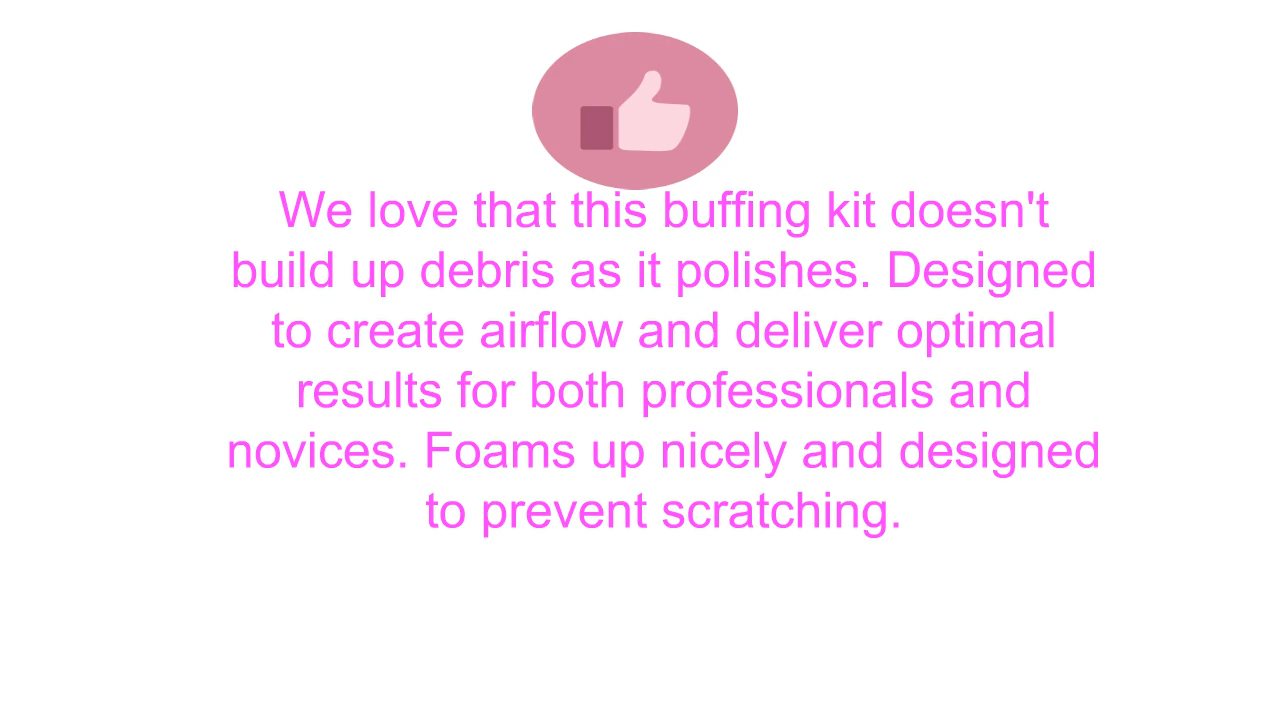 We love that this buffing kit doesn't
build up debris as it polishes. Designed
to create airflow and deliver optimal
results for both professionals and
novices. Foams up nicely and designed
to prevent scratching.